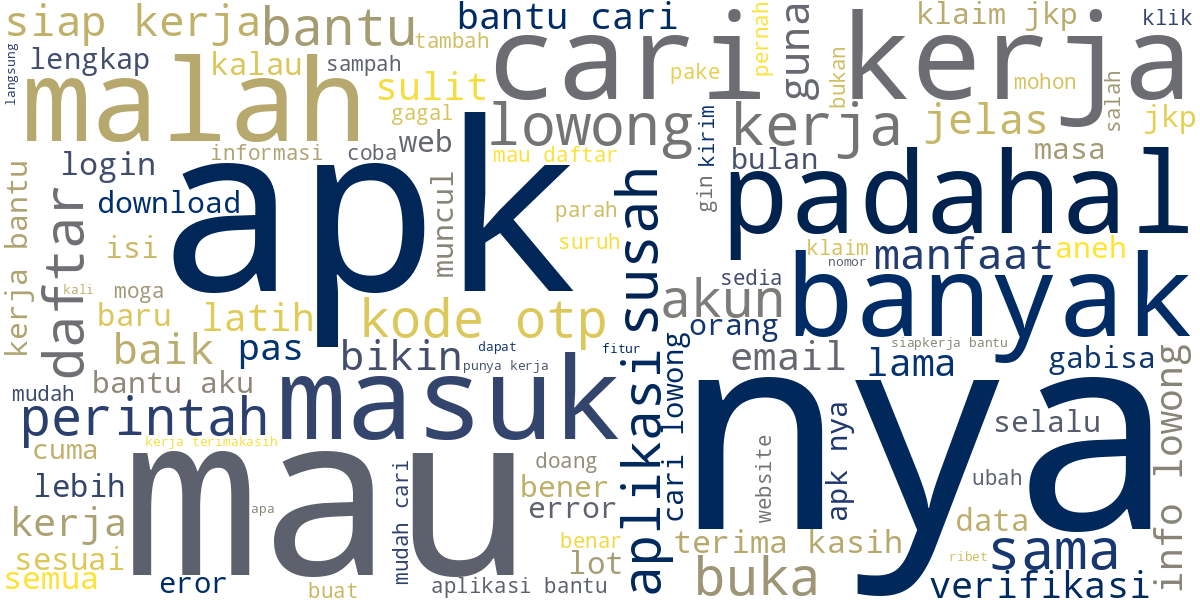 siap kerja
bantu
bantu cari
klaim jkp
klik
langsung
lengkap
malah
kalau
tambah
sampah
sulit
cari
pake
pernah
guna
bukan
kerja
mohon
salah
gagal
web
lowong
kerja
jelas
jkp
login
informasi
coba
mau daftar
kirim
gin
bulan
masa
download
apk
muncul
parah
padahal
kerja bantu
daftar
isi
suruh
aplikasi susah
klaim
nomor
manfaat
aneh
kali
moga
baru
latih
kode otp
akun
sedia
orang
banyak
baik
pas
bikin
dapat
fitur
siapkerja bantu
mudah
bantu aku
masuk
punya kerja
cari lowong
email
lama
gabisa
perintah
kerja terimakasih
nya
apk nya
selalu
info lowong
cuma
mau
doang
website
lebih
apa
mudah cari
bener
error
ubah
kerja
benar
terima kasih
data
sesuai
lot
ribet
sama
semua
eror
buat
aplikasi bantu
buka
verifikasi